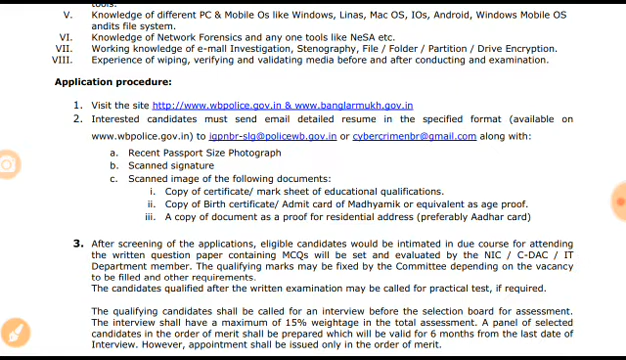 tools.
V. Knowledge of different PC & Mobile Os like Windows, Linas, Mac OS, IOs, Android, Windows Mobile OS
andits file system.
VI. Knowledge of Network Forensics and any one tools like NeSA etc.
VII. Working knowledge of e-mall Investigation, Stenography, File / Folder / Partition / Drive Encryption.
VIII. Experience of wiping, verifying and validating media before and after conducting and examination.
Application procedure:
1. Visit the site http://www.wbpolice.gov.in & www.banglarmukh.gov.in
2. Interested candidates must send email detailed resume in the specified format (available on
www.wbpolice.gov.in) to igpnbr-slg@policewb.gov.in or cybercrimenbr@gmail.com along with:
a. Recent Passport Size Photograph
b. Scanned signature
c. Scanned image of the following documents:
i. Copy of certificate/ mark sheet of educational qualifications.
ii. Copy of Birth certificate/ Admit card of Madhyamik or equivalent as age proof.
iii. A copy of document as a proof for residential address (preferably Aadhar card)
3. After screening of the applications, eligible candidates would be intimated in due course for attending
the written question paper containing MCQs will be set and evaluated by the NIC / C-DAC / IT
Department member. The qualifying marks may be fixed by the Committee depending on the vacancy
to be filled and other requirements.
The candidates qualified after the written examination may be called for practical test, if required.
The qualifying candidates shall be called for an interview before the selection board for assessment.
The interview shall have a maximum of 15% weightage in the total assessment. A panel of selected
candidates in the order of merit shall be prepared which will be valid for 6 months from the last date of
Interview. However, appointment shall be issued only in the order of merit.